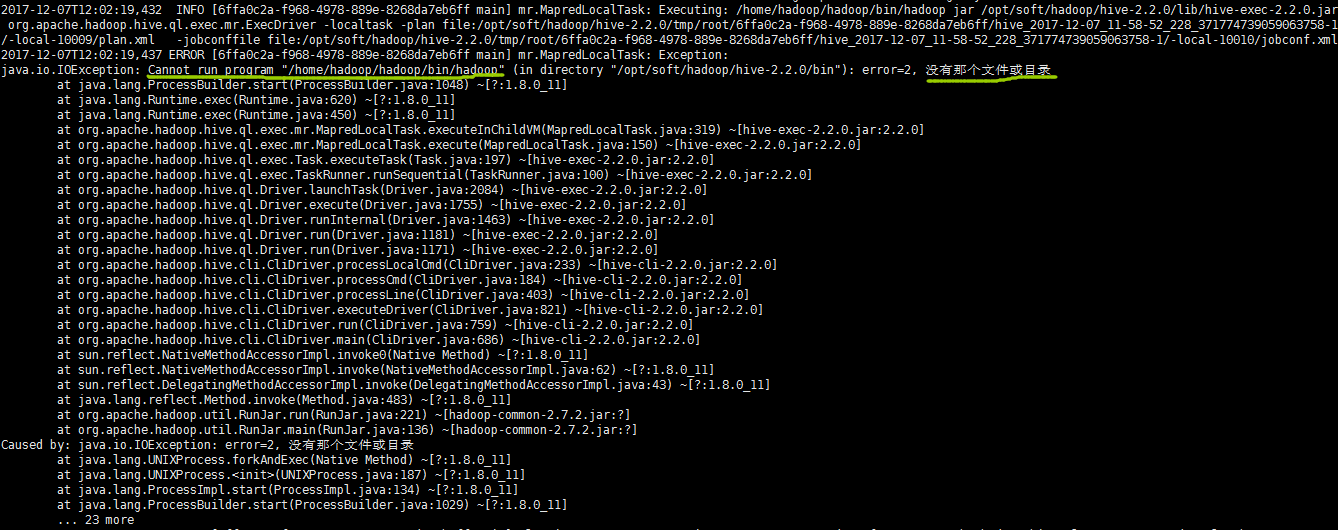 2017-12-07T12:02:19,432  INFO [6ffa0c2a-f968-4978-889e-8268da7eb6ff main] mr.MapredLocalTask: Executing: /home/hadoop/hadoop/bin/hadoop jar /opt/soft/hadoop/hive-2.2.0/lib/hive-exec-2.2.0.jar
 org.apache.hadoop.hive.ql.exec.mr.ExecDriver -localtask -plan file:/opt/soft/hadoop/hive-2.2.0/tmp/root/6ffa0c2a-f968-4978-889e-8268da7eb6ff/hive_2017-12-07_11-58-52_228_371774739059063758-1
/-local-10009/plan.xml   -jobconffile file:/opt/soft/hadoop/hive-2.2.0/tmp/root/6ffa0c2a-f968-4978-889e-8268da7eb6ff/hive_2017-12-07_11-58-52_228_371774739059063758-1/-local-10010/jobconf.xml
2017-12-07T12:02:19,437 ERROR [6ffa0c2a-f968-4978-889e-8268da7eb6ff main] mr.MapredLocalTask: Exception:
java.io.IOException: Cannot run program "/home/hadoop/hadoop/bin/hadoop" (in directory "/opt/soft/hadoop/hive-2.2.0/bin"): error=2, 没有那个文件或目录
        at java.lang.ProcessBuilder.start(ProcessBuilder.java:1048) ~[?:1.8.0_11]
        at java.lang.Runtime.exec(Runtime.java:620) ~[?:1.8.0_11]
        at java.lang.Runtime.exec(Runtime.java:450) ~[?:1.8.0_11]
        at org.apache.hadoop.hive.ql.exec.mr.MapredLocalTask.executeInChildVM(MapredLocalTask.java:319) ~[hive-exec-2.2.0.jar:2.2.0]
        at org.apache.hadoop.hive.ql.exec.mr.MapredLocalTask.execute(MapredLocalTask.java:150) ~[hive-exec-2.2.0.jar:2.2.0]
        at org.apache.hadoop.hive.ql.exec.Task.executeTask(Task.java:197) ~[hive-exec-2.2.0.jar:2.2.0]
        at org.apache.hadoop.hive.ql.exec.TaskRunner.runSequential(TaskRunner.java:100) ~[hive-exec-2.2.0.jar:2.2.0]
        at org.apache.hadoop.hive.ql.Driver.launchTask(Driver.java:2084) ~[hive-exec-2.2.0.jar:2.2.0]
        at org.apache.hadoop.hive.ql.Driver.execute(Driver.java:1755) ~[hive-exec-2.2.0.jar:2.2.0]
        at org.apache.hadoop.hive.ql.Driver.runInternal(Driver.java:1463) ~[hive-exec-2.2.0.jar:2.2.0]
        at org.apache.hadoop.hive.ql.Driver.run(Driver.java:1181) ~[hive-exec-2.2.0.jar:2.2.0]
        at org.apache.hadoop.hive.ql.Driver.run(Driver.java:1171) ~[hive-exec-2.2.0.jar:2.2.0]
        at org.apache.hadoop.hive.cli.CliDriver.processLocalCmd(CliDriver.java:233) ~[hive-cli-2.2.0.jar:2.2.0]
        at org.apache.hadoop.hive.cli.CliDriver.processCmd(CliDriver.java:184) ~[hive-cli-2.2.0.jar:2.2.0]
        at org.apache.hadoop.hive.cli.CliDriver.processLine(CliDriver.java:403) ~[hive-cli-2.2.0.jar:2.2.0]
        at org.apache.hadoop.hive.cli.CliDriver.executeDriver(CliDriver.java:821) ~[hive-cli-2.2.0.jar:2.2.0]
        at org.apache.hadoop.hive.cli.CliDriver.run(CliDriver.java:759) ~[hive-cli-2.2.0.jar:2.2.0]
        at org.apache.hadoop.hive.cli.CliDriver.main(CliDriver.java:686) ~[hive-cli-2.2.0.jar:2.2.0]
        at sun.reflect.NativeMethodAccessorImpl.invoke0(Native Method) ~[?:1.8.0_11]
        at sun.reflect.NativeMethodAccessorImpl.invoke(NativeMethodAccessorImpl.java:62) ~[?:1.8.0_11]
        at sun.reflect.DelegatingMethodAccessorImpl.invoke(DelegatingMethodAccessorImpl.java:43) ~[?:1.8.0_11]
        at java.lang.reflect.Method.invoke(Method.java:483) ~[?:1.8.0_11]
        at org.apache.hadoop.util.RunJar.run(RunJar.java:221) ~[hadoop-common-2.7.2.jar:?]
        at org.apache.hadoop.util.RunJar.main(RunJar.java:136) ~[hadoop-common-2.7.2.jar:?]
Caused by: java.io.IOException: error=2, 没有那个文件或目录
        at java.lang.UNIXProcess.forkAndExec(Native Method) ~[?:1.8.0_11]
        at java.lang.UNIXProcess.<init>(UNIXProcess.java:187) ~[?:1.8.0_11]
        at java.lang.ProcessImpl.start(ProcessImpl.java:134) ~[?:1.8.0_11]
        at java.lang.ProcessBuilder.start(ProcessBuilder.java:1029) ~[?:1.8.0_11]
        ... 23 more